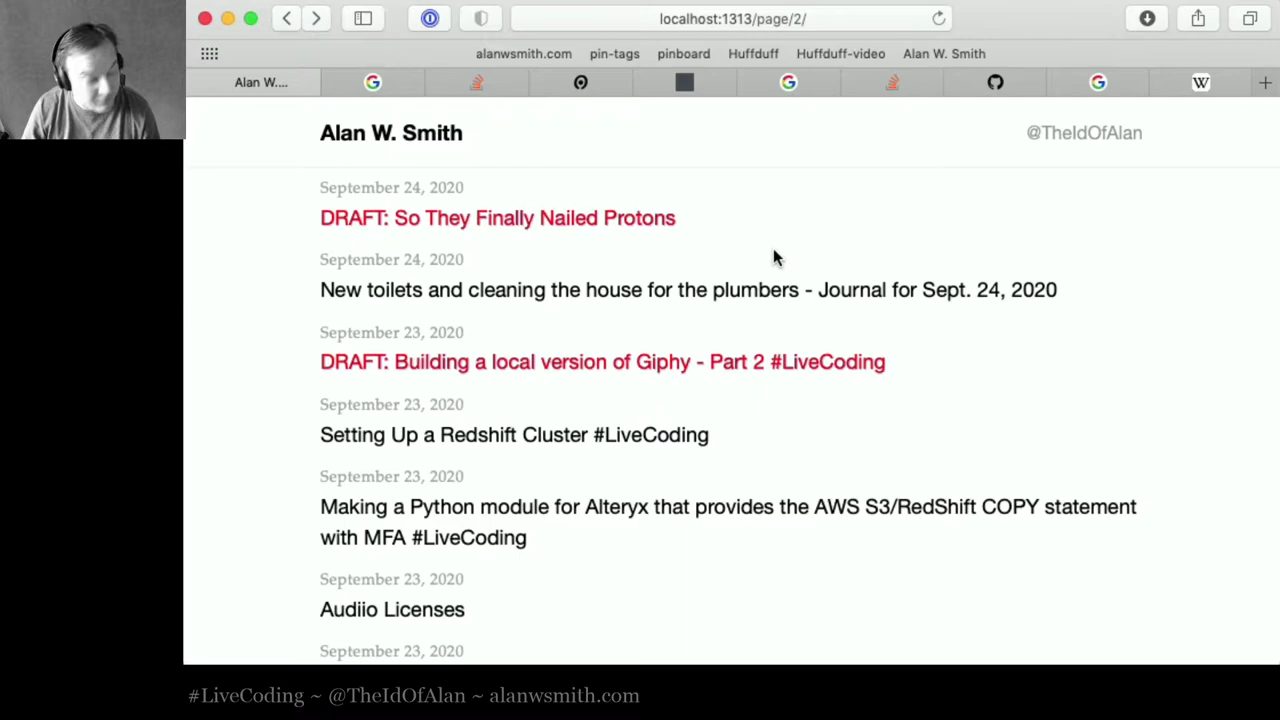 localhost:1313/page/2/
alanwsmith.com pin-tags pinboard Huffduff Huffduff-video Alan W. Smith
Alan W....
Alan W. Smith @TheIdOfAlan
September 24, 2020
DRAFT: So They Finally Nailed Protons
September 24, 2020
New toilets and cleaning the house for the plumbers - Journal for Sept. 24, 2020
September 23, 2020
DRAFT: Building a local version of Giphy - Part 2 #LiveCoding
September 23, 2020
Setting Up a Redshift Cluster #LiveCoding
September 23, 2020
Making a Python module for Alteryx that provides the AWS S3/RedShift COPY statement
with MFA #LiveCoding
September 23, 2020
Audiio Licenses
September 23, 2020
#LiveCoding ~ @TheIdOfAlan ~ alanwsmith.com